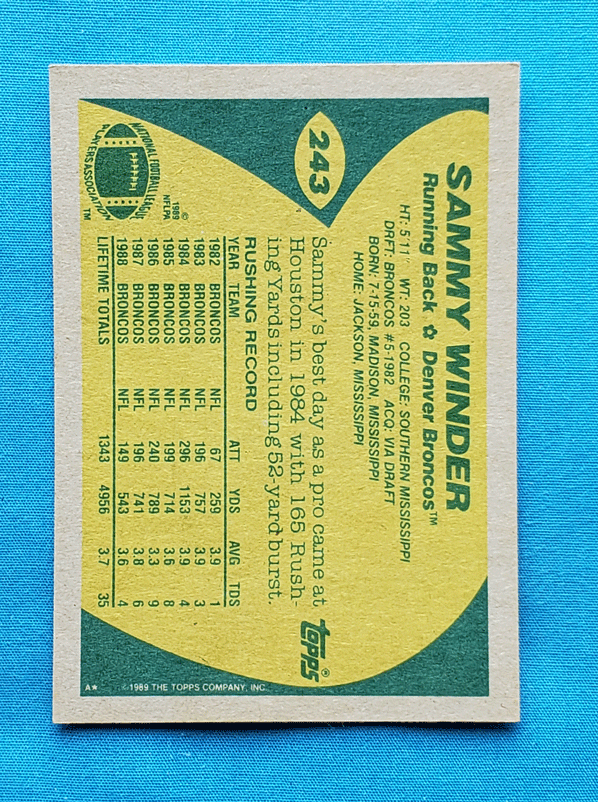 243
SAMMY WINDER
Running Back ☆ Denver Broncos™
HT: 5'11" WT: 203 COLLEGE: SOUTHERN MISSISSIPPI
DRFT: BRONCOS #5-1982 ACQ: VIA DRAFT
BORN: 7-15-59, MADISON, MISSISSIPPI
HOME: JACKSON, MISSISSIPPI
Sammy's best day as a pro came at
Houston in 1984 with 165 Rush-
ing Yards including 52-yard burst.
topps®
RUSHING RECORD
YEAR TEAM ATT YDS AVG TDS
1982 BRONCOS NFL 67 259 3.9 1
1983 BRONCOS NFL 196 757 3.9 3
1984 BRONCOS NFL 296 1153 3.9 4
1985 BRONCOS NFL 199 714 3.6 8
1986 BRONCOS NFL 240 789 3.3 9
1987 BRONCOS NFL 196 741 3.8 6
1988 BRONCOS NFL 149 543 3.6 4
LIFETIME TOTALS 1343 4956 3.7 35
NATIONAL FOOTBALL LEAGUE
PLAYERS ASSOCIATION
™
©
1989
NFLPA
A* ©1989 THE TOPPS COMPANY, INC.